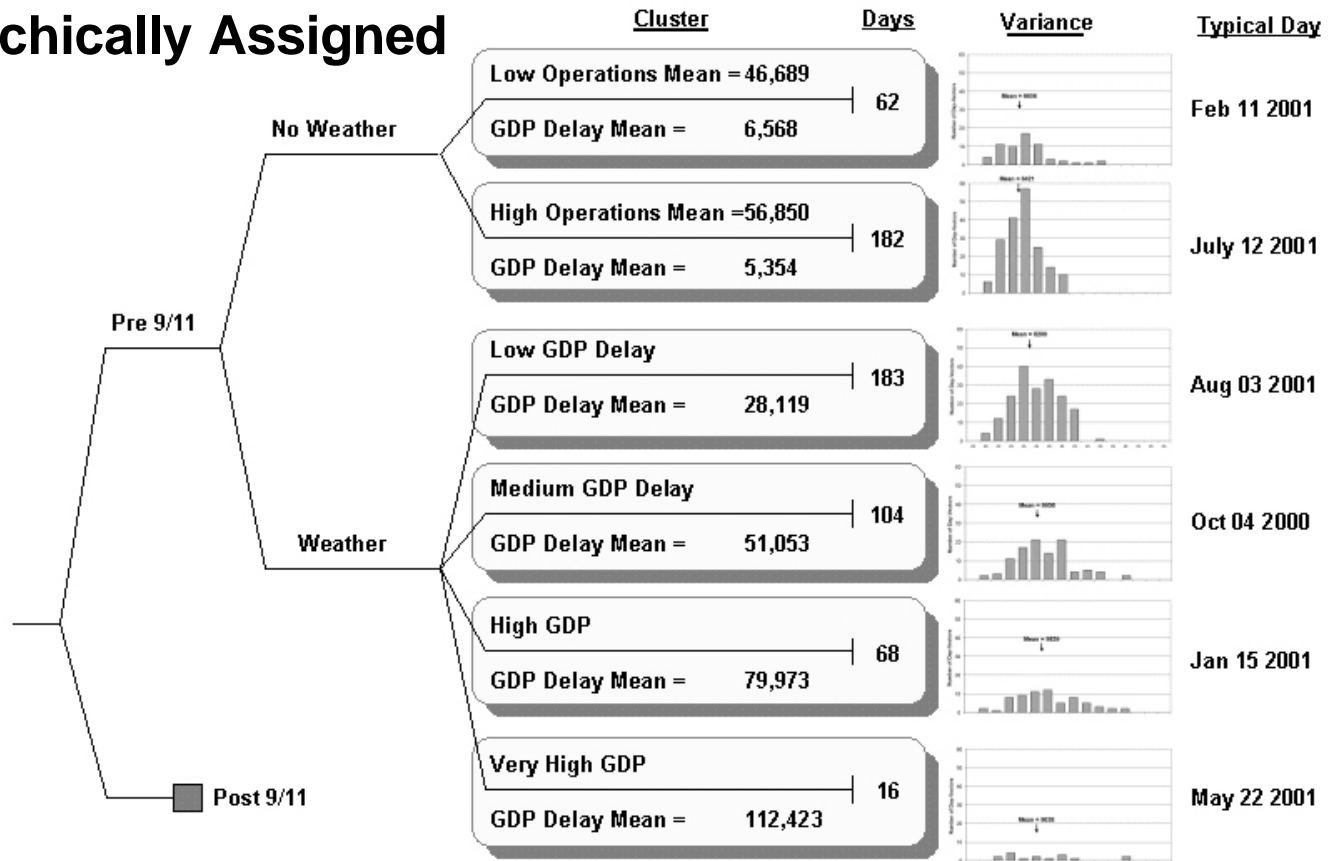 chically Assigned
Cluster Days Variance Typical Day
Low Operations Mean = 46,689
62
GDP Delay Mean = 6,568
Feb 11 2001
No Weather
High Operations Mean =56,850
182
GDP Delay Mean = 5,354
July 12 2001
Pre 9/11
Low GDP Delay
183
GDP Delay Mean = 28,119
Aug 03 2001
Medium GDP Delay
104
GDP Delay Mean = 51,053
Oct 04 2000
Weather
High GDP
68
GDP Delay Mean = 79,973
Jan 15 2001
Very High GDP
16
GDP Delay Mean = 112,423
May 22 2001
Post 9/11